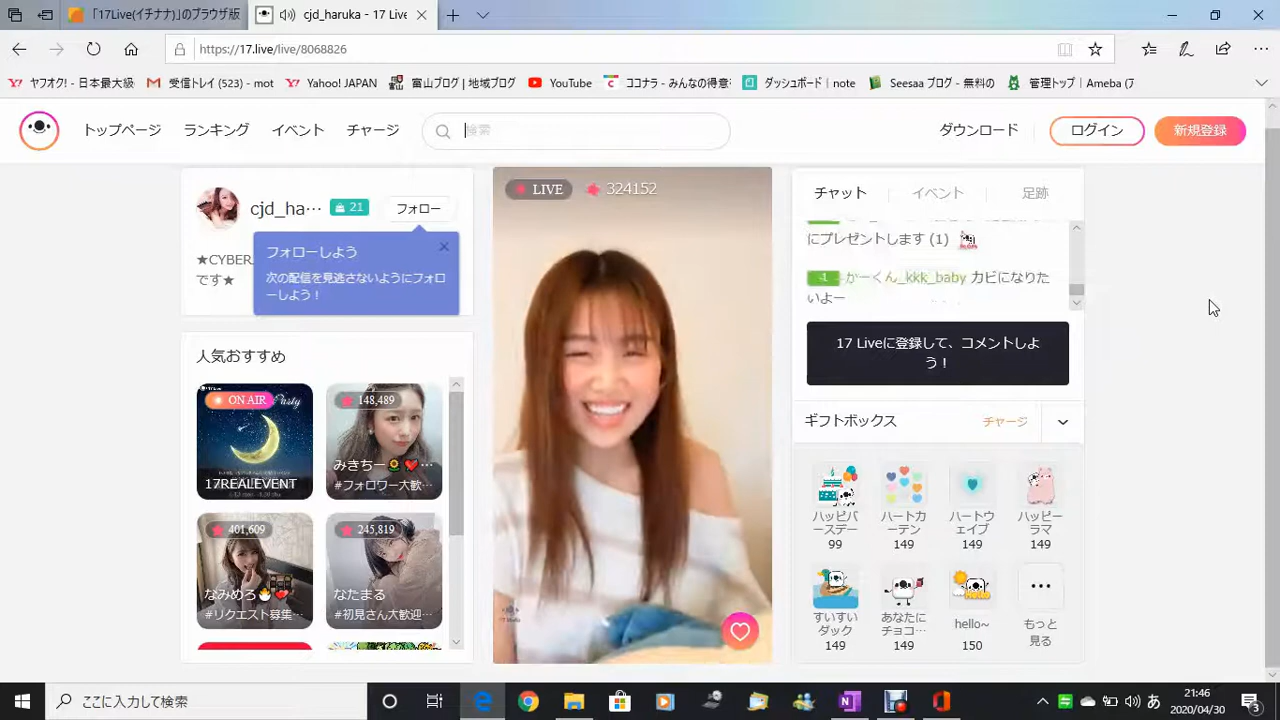 「17Live(イチナナ)」のブラウザ版
cjd_haruka - 17 Live
https://17.live/live/8068826
ヤフオク! - 日本最大級
受信トレイ (523) - mot
Yahoo! JAPAN
富山ブログ | 地域ブログ
YouTube
ココナラ - みんなの得意
ダッシュボード | note
Seesaa ブログ - 無料の
管理トップ | Ameba (ア
トップページ
ランキング
イベント
チャージ
検索
ダウンロード
ログイン
新規登録
cjd_ha…
21
フォロー
★CYBER
です★
フォローしよう
次の配信を見逃さないようにフォロ
ーしよう！
人気おすすめ
ON AIR
17REALEVENT
148,489
みきちー🌻❤…
#フォロワー大歓…
401,609
なみめろ🐣❤
#リクエスト募集…
245,819
なたまる
#初見さん大歓迎…
LIVE
324152
チャット
イベント
足跡
にプレゼントします (1)
かーくん_kkk_baby カビになりた
いよー
17 Liveに登録して、コメントしよ
う！
ギフトボックス
チャージ
ハッピバ
ースデー
99
ハートカ
ーテン
149
ハートウ
ェイブ
149
ハッピー
ラマ
149
すいすい
ダック
149
あなたに
チョコ…
149
hello~
150
もっと
見る
ここに入力して検索
あ
21:46
2020/04/30
3